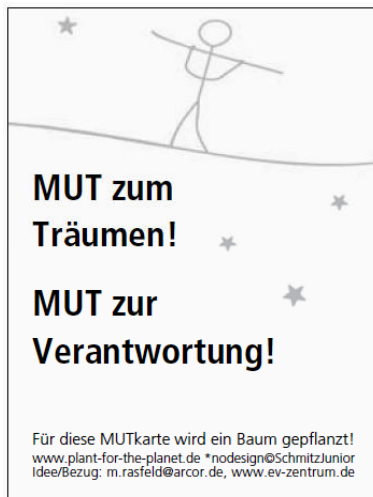 MUT zum
Träumen!
MUT zur
Verantwortung!
Für diese MUTkarte wird ein Baum gepflanzt!
www.plant-for-the-planet.de *nodesign©SchmitzJunior
Idee/Bezug: m.rasfeld@arcor.de, www.ev-zentrum.de